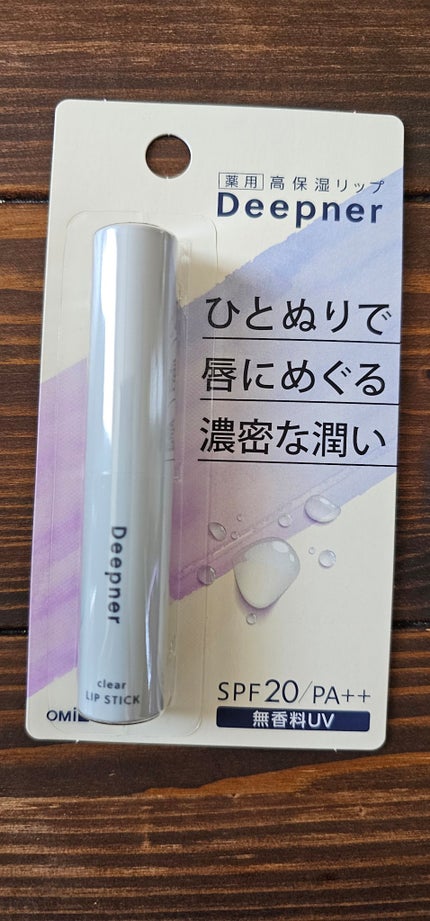 薬用 高保湿リップ
Deepner
ひとぬりで
唇にめぐる
濃密な潤い
Deepner
clear
LIP STICK
SPF20/PA++
無香料UV